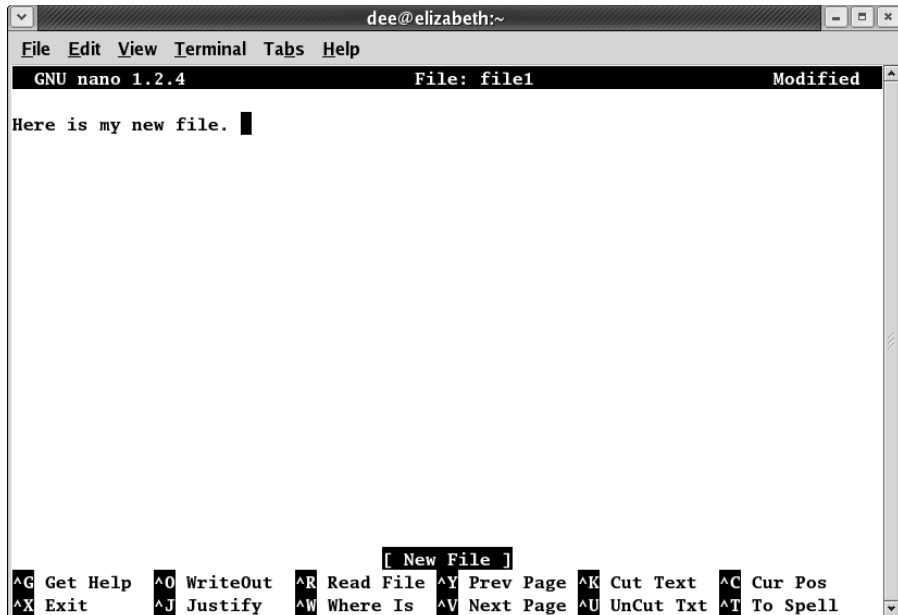 dee@elizabeth:~
File Edit View Terminal Tabs Help
GNU nano 1.2.4 File: file1 Modified
Here is my new file.
[ New File ]
^G Get Help ^O WriteOut ^R Read File ^Y Prev Page ^K Cut Text ^C Cur Pos
^X Exit ^J Justify ^W Where Is ^V Next Page ^U UnCut Txt ^T To Spell